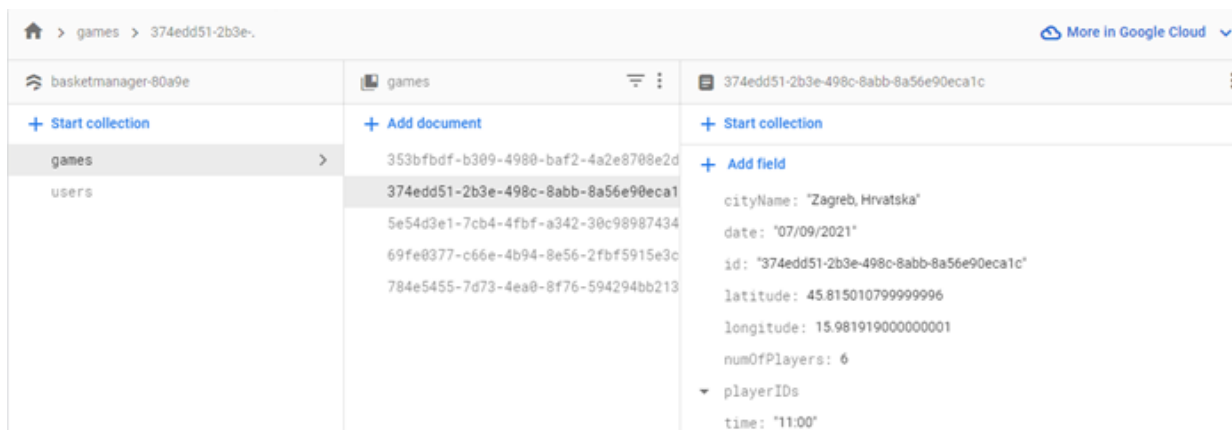 games > 374edd51-2b3e-.
More in Google Cloud
basketmanager-80a9e
games
374edd51-2b3e-498c-8abb-8a56e90eca1c
+ Start collection
+ Add document
+ Start collection
games
users
353bfbdf-b309-4980-baf2-4a2e8708e2d
374edd51-2b3e-498c-8abb-8a56e90eca1
5e54d3e1-7cb4-4fbf-a342-30c98987434
69fe0377-c66e-4b94-8e56-2fbf5915e3c
784e5455-7d73-4ea0-8f76-594294bb213
+ Add field
cityName: "Zagreb, Hrvatska"
date: "07/09/2021"
id: "374edd51-2b3e-498c-8abb-8a56e90eca1c"
latitude: 45.815010799999996
longitude: 15.981919000000001
numOfPlayers: 6
playerIDs
time: "11:00"